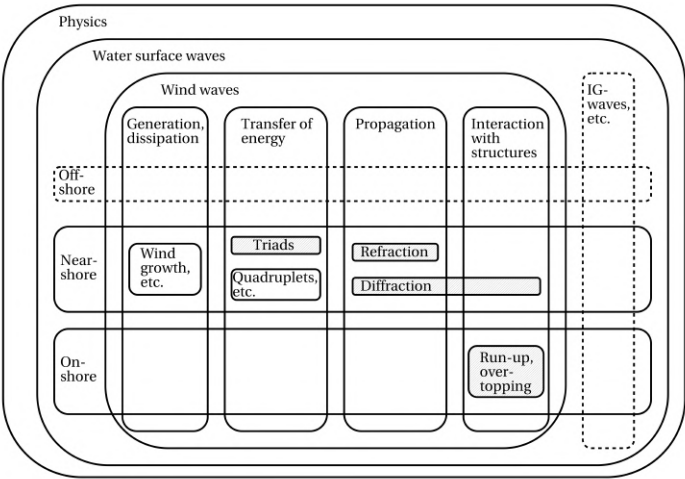 Physics
Water surface waves
Wind waves
IG-
waves,
etc.
Generation,
dissipation
Transfer of
energy
Propagation
Interaction
with
structures
Off-
shore
Near-
shore
Wind
growth,
etc.
Triads
Quadruplets,
etc.
Refraction
Diffraction
On-
shore
Run-up,
over-
topping